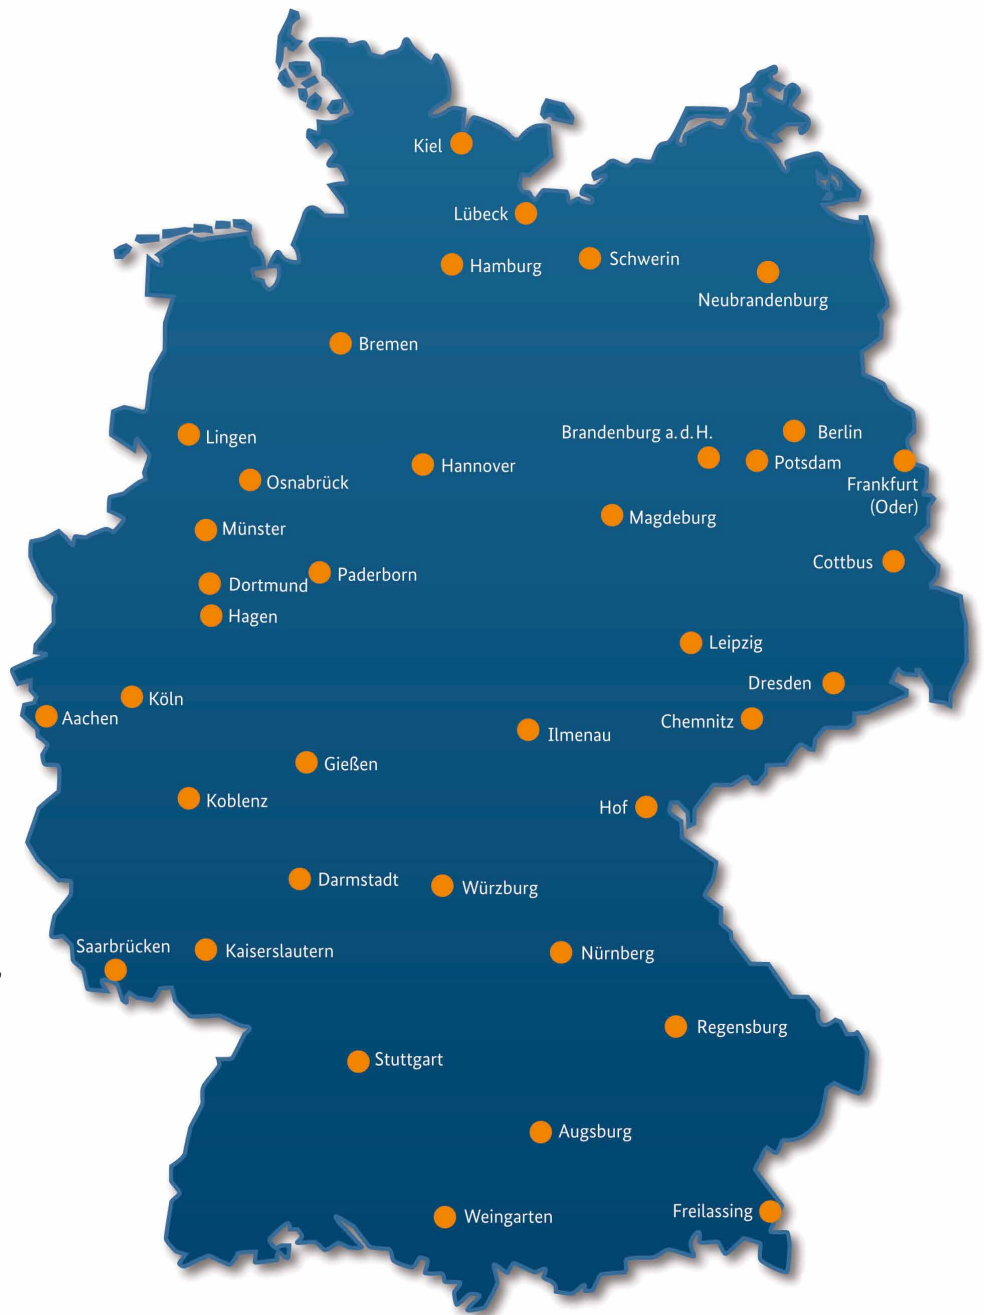 Kiel
Lübeck
Hamburg
Schwerin
Neubrandenburg
Bremen
Lingen
Brandenburg a. d. H.
Berlin
Hannover
Potsdam
Osnabrück
Frankfurt
(Oder)
Magdeburg
Münster
Cottbus
Paderborn
Dortmund
Hagen
Leipzig
Dresden
Köln
Aachen
Chemnitz
Ilmenau
Gießen
Koblenz
Hof
Darmstadt
Würzburg
Saarbrücken
Kaiserslautern
Nürnberg
Regensburg
Stuttgart
Augsburg
Freilassing
Weingarten